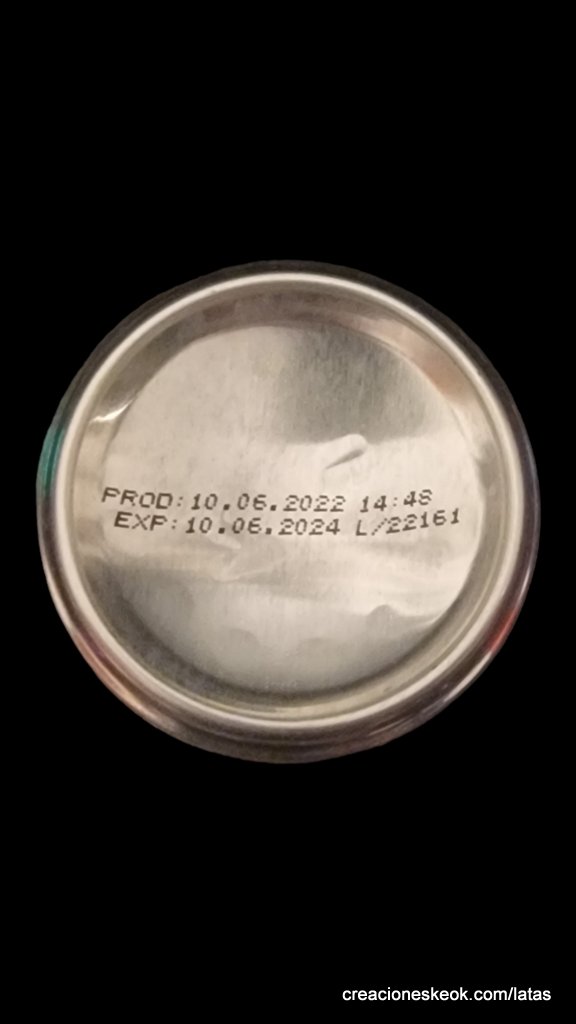 PROD:10.06.2022 14:48
EXP:10.06.2024 L/22161
creacioneskeok.com/latas